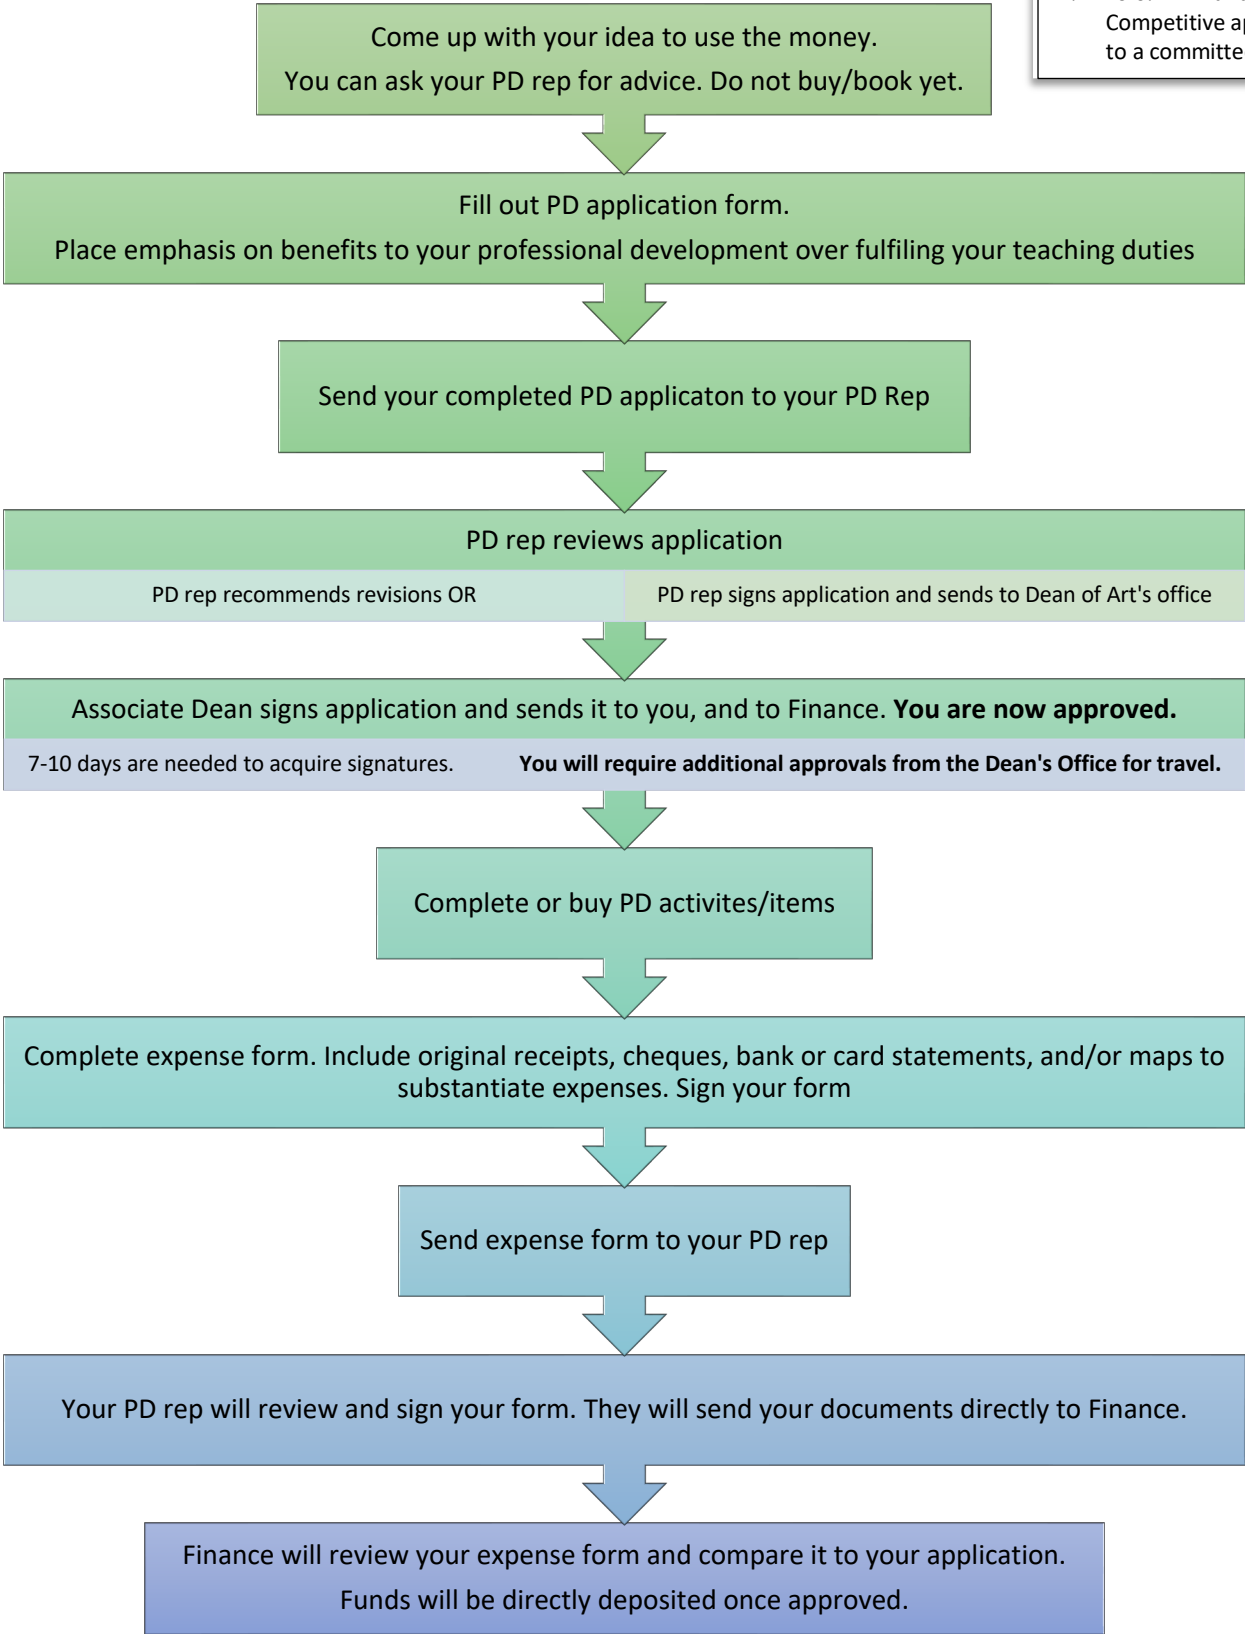 Competitive
to a
Come up with your idea to use the money.
You can ask your PD rep for advice. Do not buy/book yet.
Fill out PD application form.
Place emphasis on benefits to your professional development over fulfiling your teaching duties
Send your completed PD applicaton to your PD Rep
PD rep reviews application
PD rep recommends revisions OR
PD rep signs application and sends to Dean of Art's office
Associate Dean signs application and sends it to you, and to Finance. You are now approved.
7-10 days are needed to acquire signatures.
You will require additional approvals from the Dean's Office for travel.
Complete or buy PD activites/items
Complete expense form. Include original receipts, cheques, bank or card statements, and/or maps to
substantiate expenses. Sign your form
Send expense form to your PD rep
Your PD rep will review and sign your form. They will send your documents directly to Finance.
Finance will review your expense form and compare it to your application.
Funds will be directly deposited once approved.